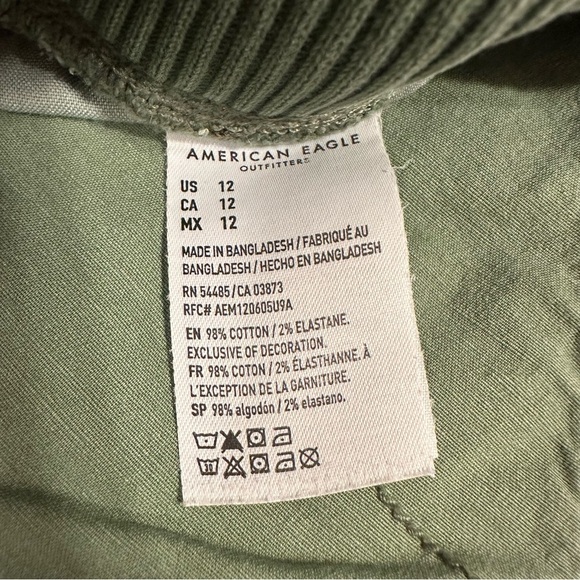 AMERICAN EAGLE
OUTFITTERS
US 12
CA 12
MX 12
MADE IN BANGLADESH / FABRIQUÉ AU
BANGLADESH / HECHO EN BANGLADESH
RN 54485 / CA 03873
RFC# AEM120605U9A
EN 98% COTTON / 2% ELASTANE.
EXCLUSIVE OF DECORATION.
FR 98% COTON / 2% ÉLASTHANNE. À
L'EXCEPTION DE LA GARNITURE.
SP 98% algodón / 2% elastano.